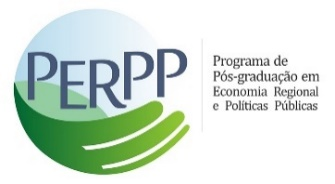 PERPP
Programa de
Pós-graduação em
Economia Regional
e Políticas Públicas